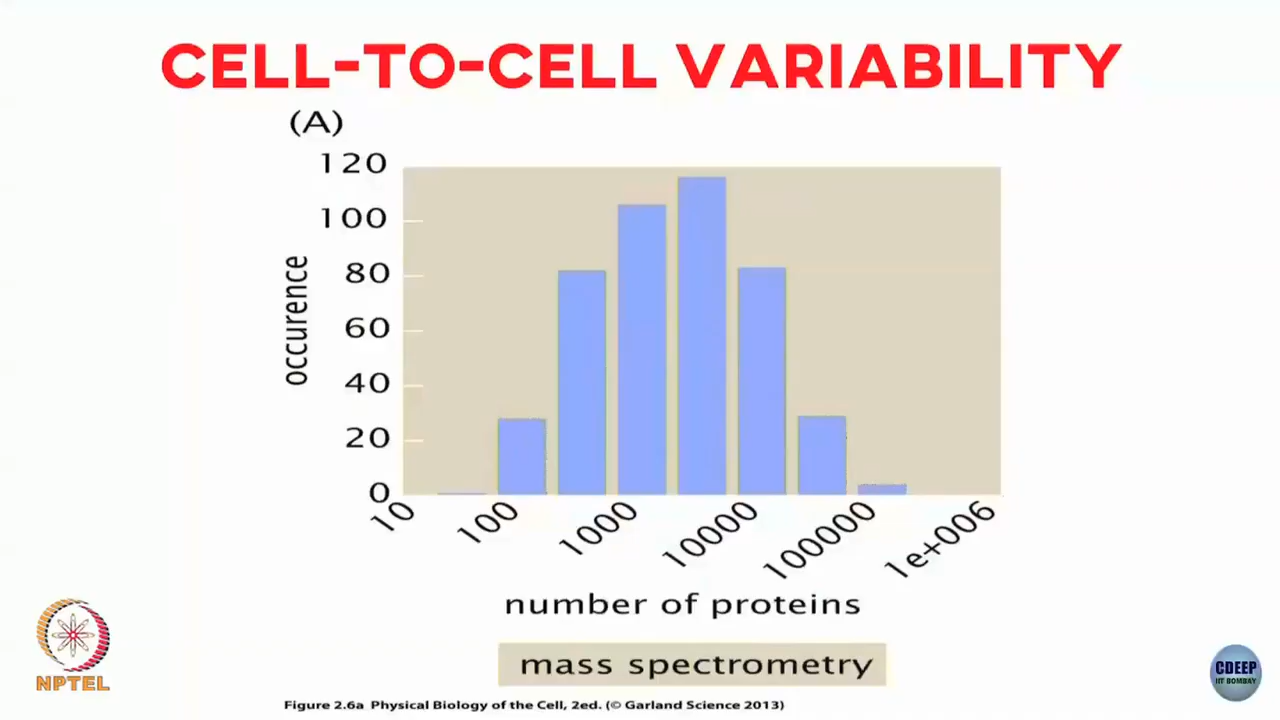 CELL-TO-CELL VARIABILITY
(A)
120
100
80
60
40
20
0
occurence
10
100
1000
10000
100000
1e+006
number of proteins
mass spectrometry
NPTEL
CDEEP
IIT BOMBAY
Figure 2.6a Physical Biology of the Cell, 2ed. (© Garland Science 2013)